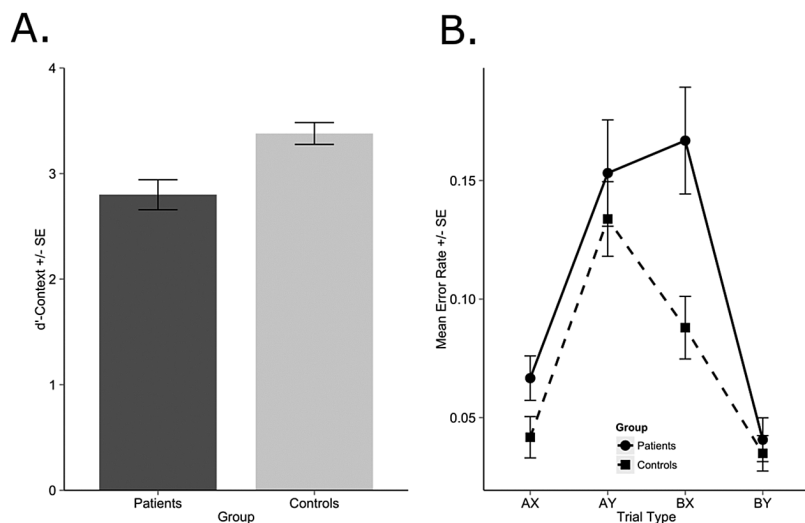 A.
d'-Context +/- SE
4
3
2
1
0
Patients
Controls
Group
B.
Mean Error Rate +/- SE
0.15
0.10
0.05
Group
Patients
Controls
AX
AY
BX
BY
Trial Type